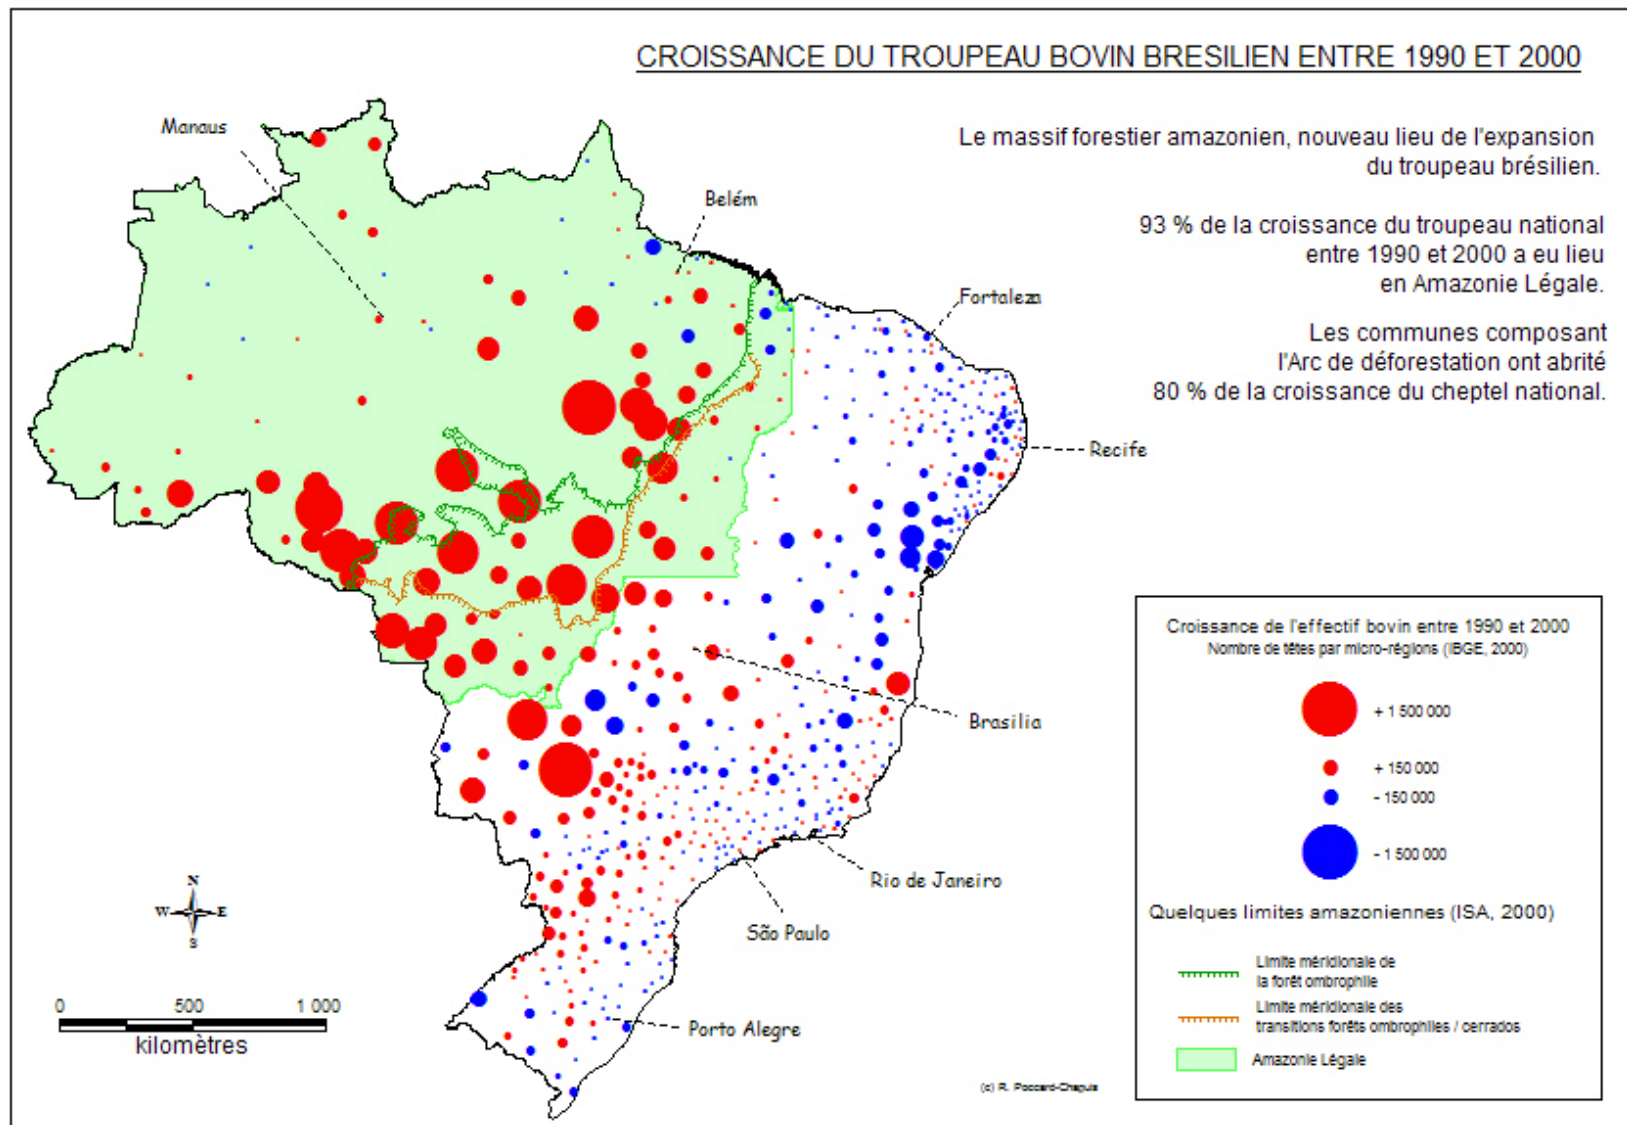 CROISSANCE DU TROUPEAU BOVIN BRESILIEN ENTRE 1990 ET 2000
Le massif forestier amazonien, nouveau lieu de l'expansion
du troupeau brésilien.
93 % de la croissance du troupeau national
entre 1990 et 2000 a eu lieu
en Amazonie Légale.
Les communes composant
l'Arc de déforestation ont abrité
80 % de la croissance du cheptel national.
Manaus
Belém
Fortaleza
Recife
Brasilia
Rio de Janeiro
São Paulo
Porto Alegre
N
W E
S
0 500 1 000
kilomètres
Croissance de l'effectif bovin entre 1990 et 2000
Nombre de têtes par micro-régions (IBGE, 2000)
+ 1 500 000
+ 150 000
- 150 000
- 1 500 000
Quelques limites amazoniennes (ISA, 2000)
Limite méridionale de
la forêt ombrophile
Limite méridionale des
transitions forêts ombrophiles / cerrados
Amazonie Légale
(c) R. Poccard-Chapuis